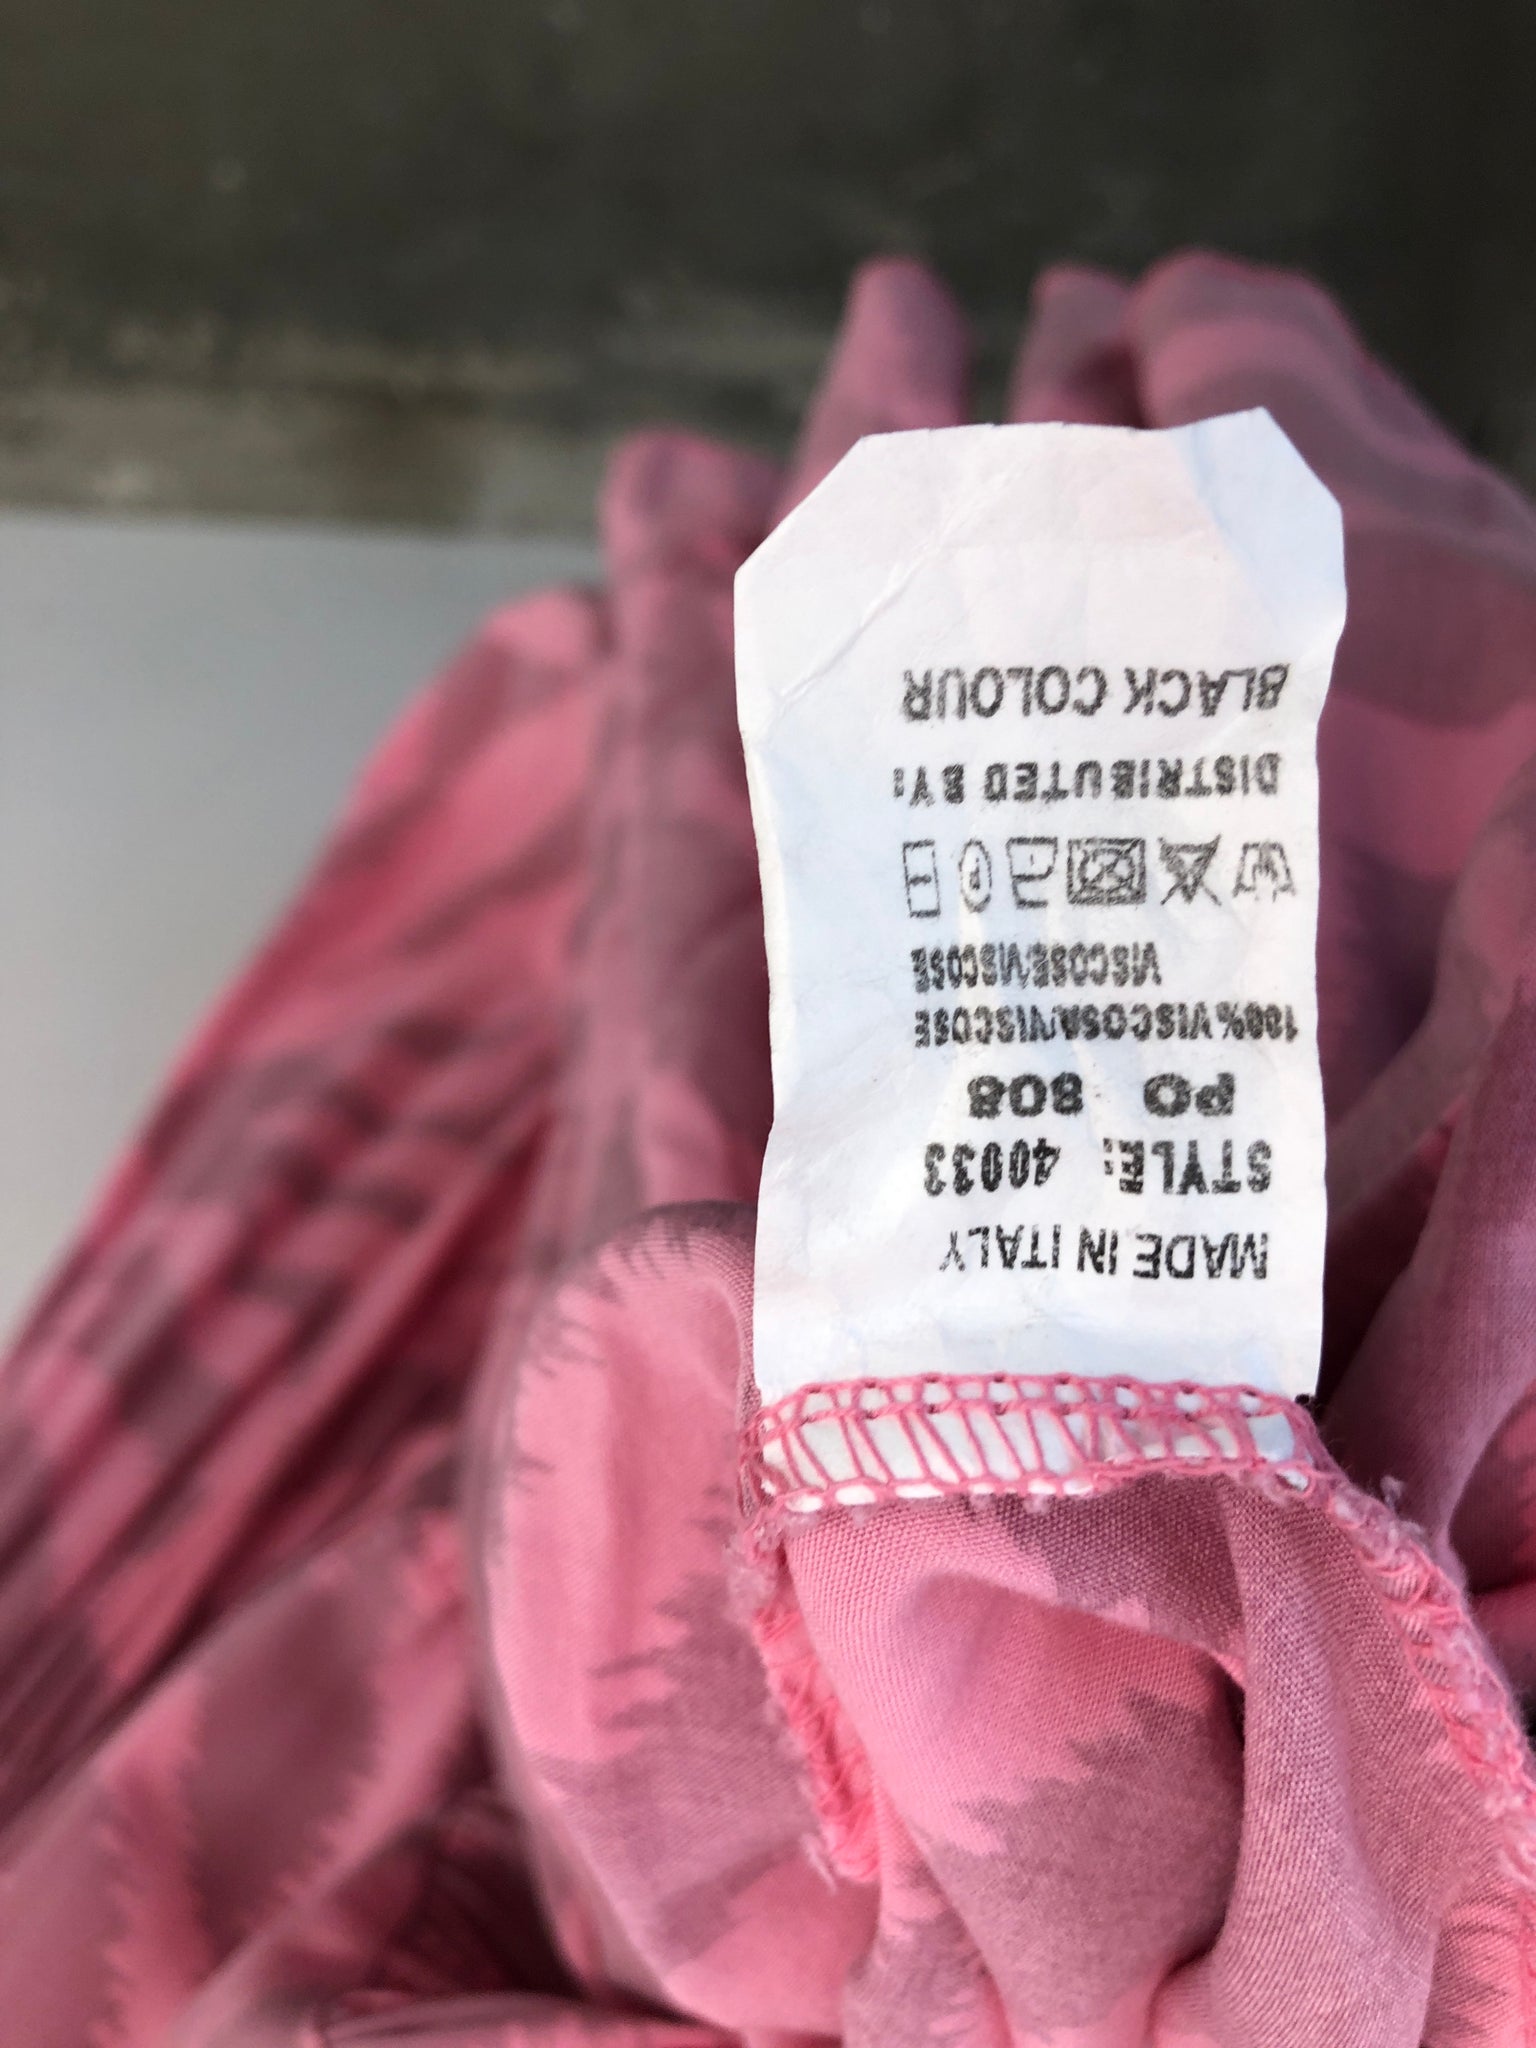 MADE IN ITALY
STYLE: 40033
PO 808
100%VISCOSA/VISCOSE
VISCOSE/VISCOSE
DISTRIBUTED BY:
BLACK COLOUR